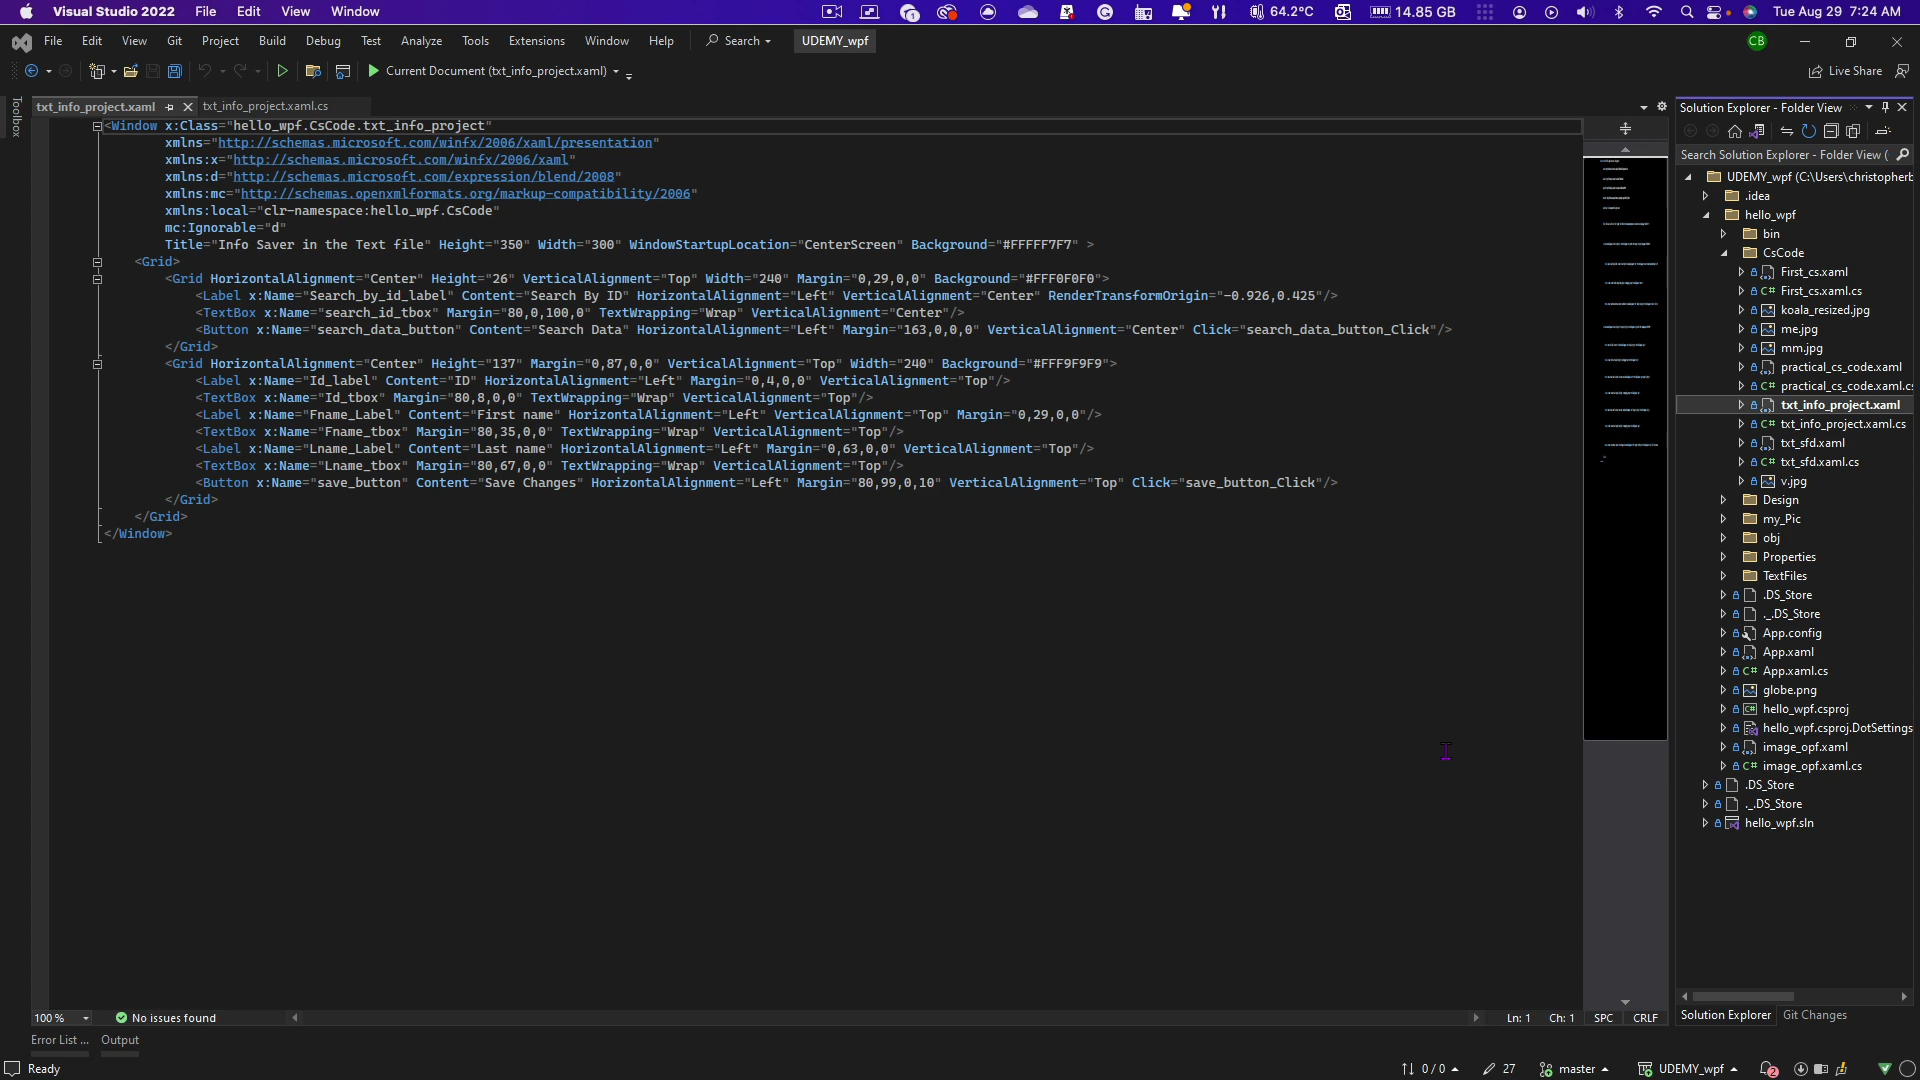 Visual Studio 2022 File Edit View Window 64.2°C 14.85 GB Tue Aug 29 7:24 AM
File Edit View Git Project Build Debug Test Analyze Tools Extensions Window Help Search UDEMY_wpf CB
Current Document (txt_info_project.xaml) Live Share
Toolbox
txt_info_project.xaml txt_info_project.xaml.cs
<Window x:Class="hello_wpf.CsCode.txt_info_project"
xmlns="http://schemas.microsoft.com/winfx/2006/xaml/presentation"
xmlns:x="http://schemas.microsoft.com/winfx/2006/xaml"
xmlns:d="http://schemas.microsoft.com/expression/blend/2008"
xmlns:mc="http://schemas.openxmlformats.org/markup-compatibility/2006"
xmlns:local="clr-namespace:hello_wpf.CsCode"
mc:Ignorable="d"
Title="Info Saver in the Text file" Height="350" Width="300" WindowStartupLocation="CenterScreen" Background="#FFFFF7F7" >
<Grid>
<Grid HorizontalAlignment="Center" Height="26" VerticalAlignment="Top" Width="240" Margin="0,29,0,0" Background="#FFF0F0F0">
<Label x:Name="Search_by_id_label" Content="Search By ID" HorizontalAlignment="Left" VerticalAlignment="Center" RenderTransformOrigin="-0.926,0.425"/>
<TextBox x:Name="search_id_tbox" Margin="80,0,100,0" TextWrapping="Wrap" VerticalAlignment="Center"/>
<Button x:Name="search_data_button" Content="Search Data" HorizontalAlignment="Left" Margin="163,0,0,0" VerticalAlignment="Center" Click="search_data_button_Click"/>
</Grid>
<Grid HorizontalAlignment="Center" Height="137" Margin="0,87,0,0" VerticalAlignment="Top" Width="240" Background="#FFF9F9F9">
<Label x:Name="Id_label" Content="ID" HorizontalAlignment="Left" Margin="0,4,0,0" VerticalAlignment="Top"/>
<TextBox x:Name="Id_tbox" Margin="80,8,0,0" TextWrapping="Wrap" VerticalAlignment="Top"/>
<Label x:Name="Fname_Label" Content="First name" HorizontalAlignment="Left" VerticalAlignment="Top" Margin="0,29,0,0"/>
<TextBox x:Name="Fname_tbox" Margin="80,35,0,0" TextWrapping="Wrap" VerticalAlignment="Top"/>
<Label x:Name="Lname_Label" Content="Last name" HorizontalAlignment="Left" Margin="0,63,0,0" VerticalAlignment="Top"/>
<TextBox x:Name="Lname_tbox" Margin="80,67,0,0" TextWrapping="Wrap" VerticalAlignment="Top"/>
<Button x:Name="save_button" Content="Save Changes" HorizontalAlignment="Left" Margin="80,99,0,10" VerticalAlignment="Top" Click="save_button_Click"/>
</Grid>
</Grid>
</Window>
100 % No issues found Ln: 1 Ch: 1 SPC CRLF
Error List ... Output
Solution Explorer - Folder View
Search Solution Explorer - Folder View (
UDEMY_wpf (C:\Users\christopherb
.idea
hello_wpf
bin
CsCode
First_cs.xaml
First_cs.xaml.cs
koala_resized.jpg
me.jpg
mm.jpg
practical_cs_code.xaml
practical_cs_code.xaml.cs
txt_info_project.xaml
txt_info_project.xaml.cs
txt_sfd.xaml
txt_sfd.xaml.cs
v.jpg
Design
my_Pic
obj
Properties
TextFiles
.DS_Store
._.DS_Store
App.config
App.xaml
App.xaml.cs
globe.png
hello_wpf.csproj
hello_wpf.csproj.DotSettings
image_opf.xaml
image_opf.xaml.cs
.DS_Store
._.DS_Store
hello_wpf.sln
Solution Explorer Git Changes
Ready 0 / 0 27 master UDEMY_wpf 2